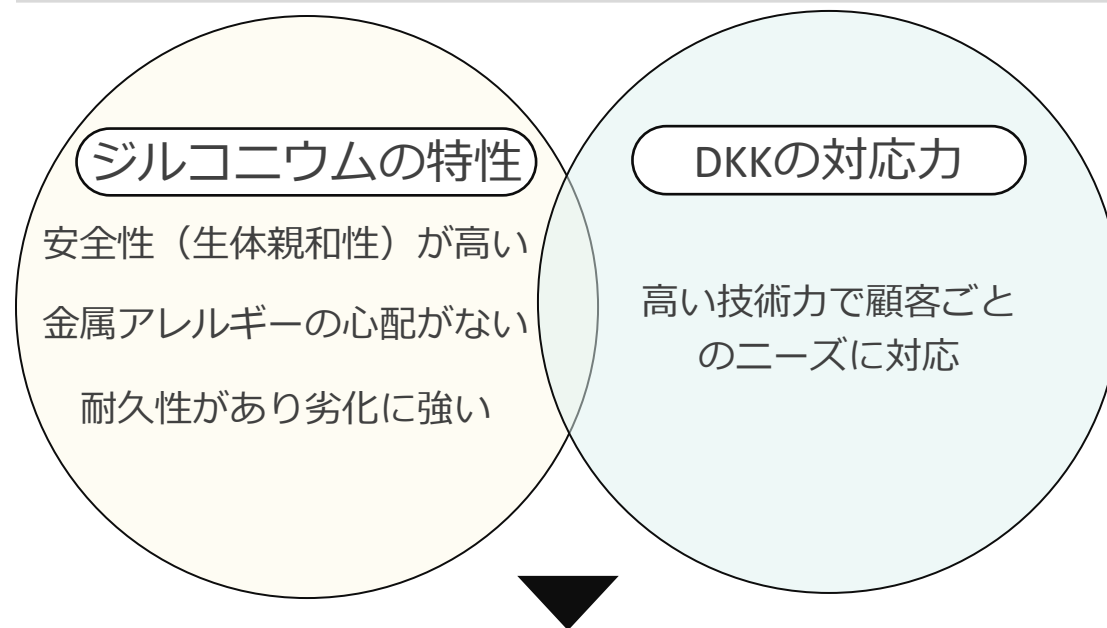 ジルコニウムの特性
安全性（生体親和性）が高い
金属アレルギーの心配がない
耐久性があり劣化に強い
DKKの対応力
高い技術力で顧客ごと
のニーズに対応